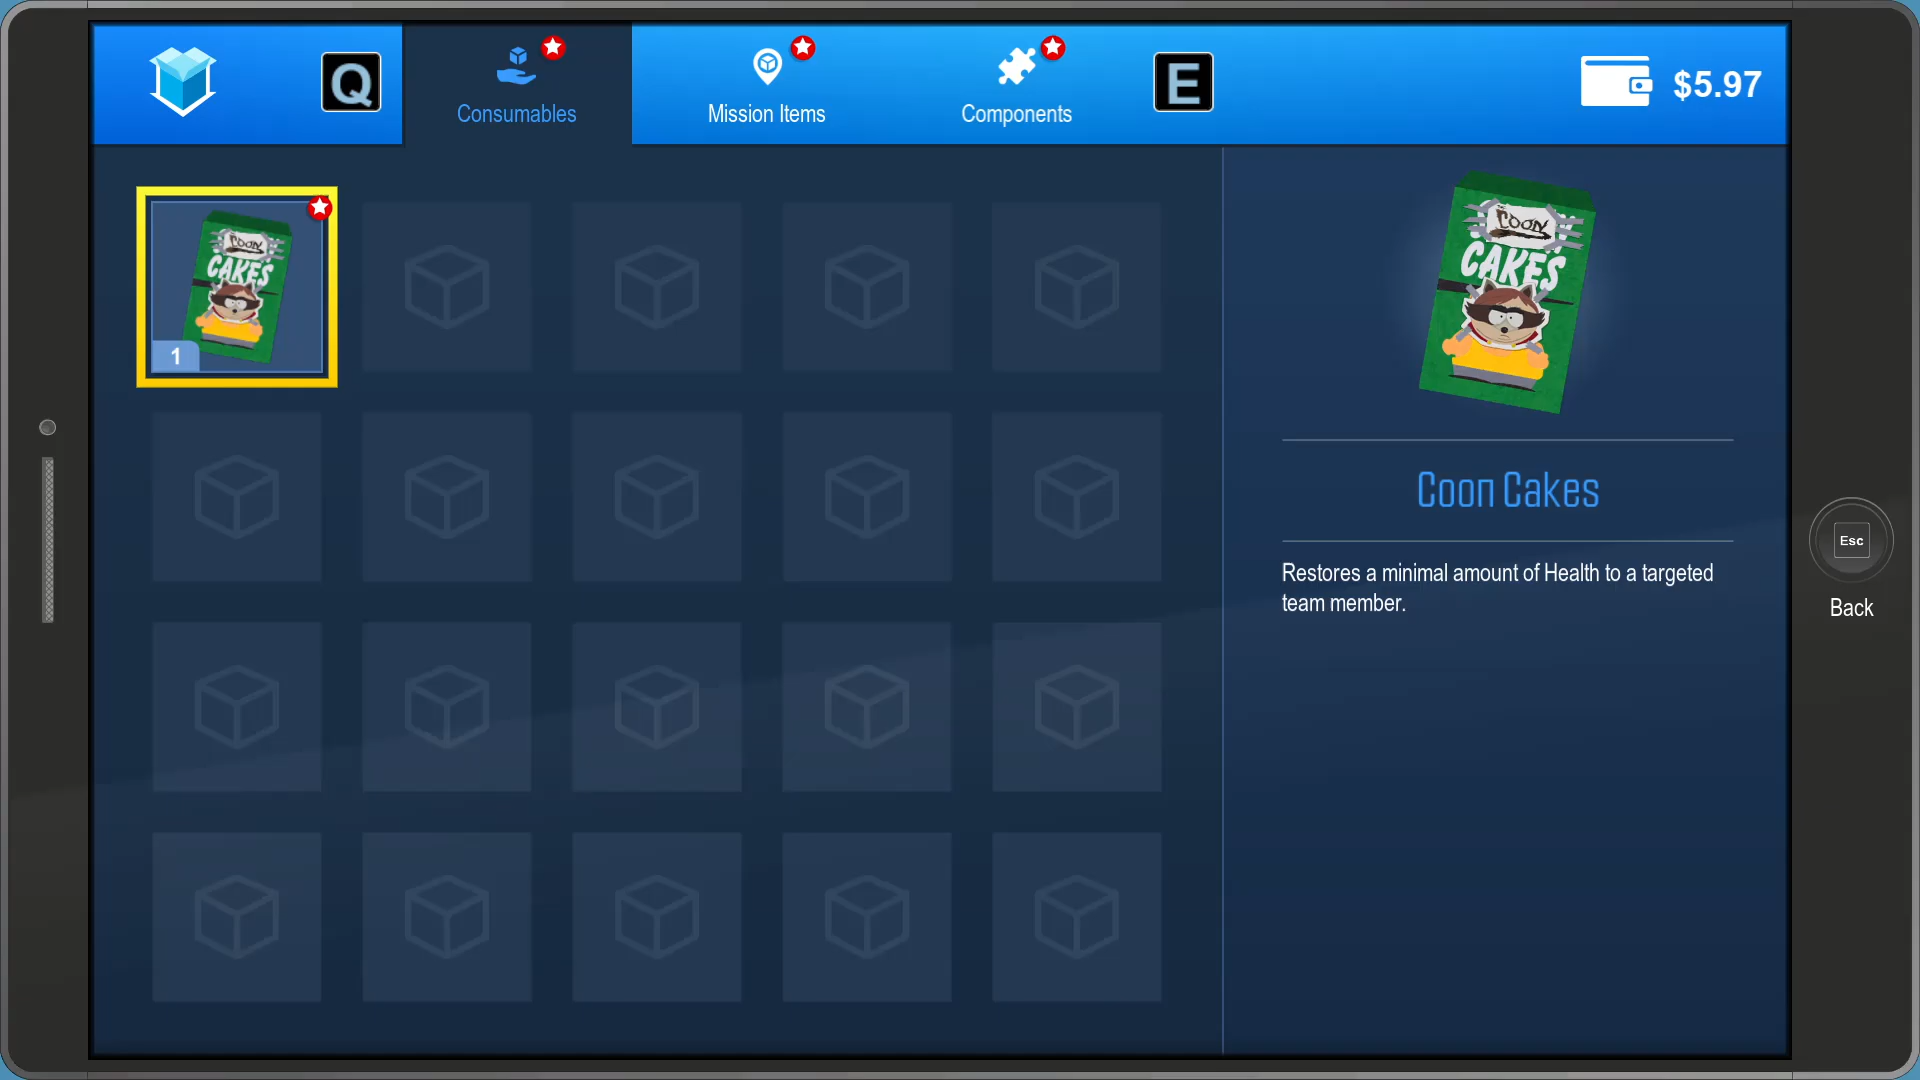 Q
Consumables
Mission Items
Components
E
$5.97
COON
CAKES
1
COON
CAKES
Coon Cakes
Restores a minimal amount of Health to a targeted
team member.
Esc
Back